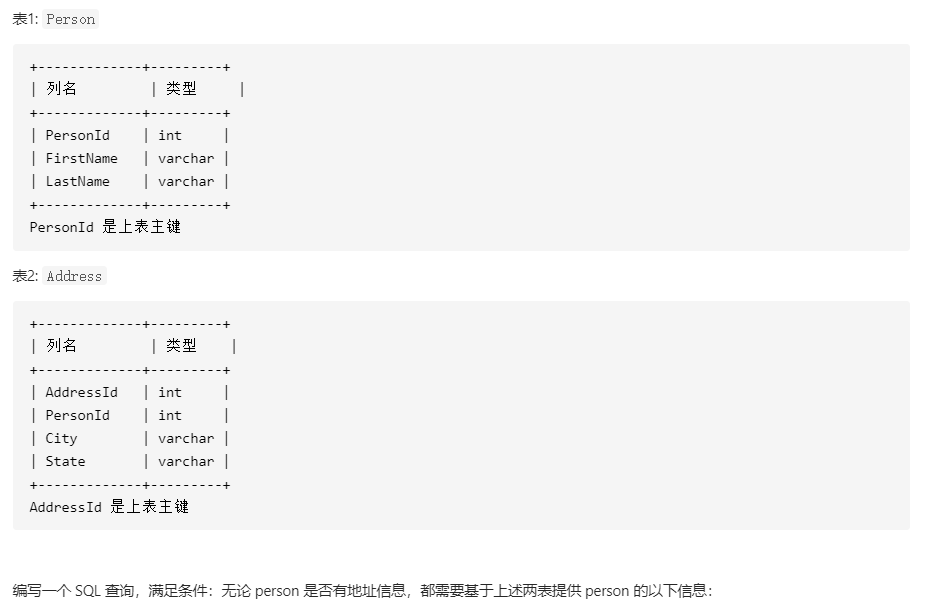 表1: Person
+-------------+---------+
| 列名         | 类型     |
+-------------+---------+
| PersonId    | int     |
| FirstName   | varchar |
| LastName    | varchar |
+-------------+---------+
PersonId 是上表主键
表2: Address
+-------------+---------+
| 列名         | 类型    |
+-------------+---------+
| AddressId   | int     |
| PersonId    | int     |
| City        | varchar |
| State       | varchar |
+-------------+---------+
AddressId 是上表主键
编写一个 SQL 查询，满足条件：无论 person 是否有地址信息，都需要基于上述两表提供 person 的以下信息：